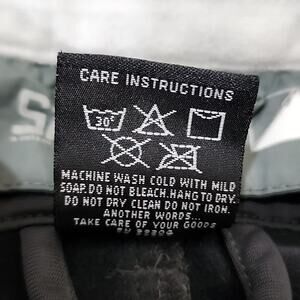 CARE INSTRUCTIONS
30°
MACHINE WASH COLD WITH MILD
SOAP.DO NOT BLEACH.HANG TO DRY.
DO NOT DRY CLEAN DO NOT IRON.
ANOTHER WORDS...
TAKE CARE OF YOUR GOODS